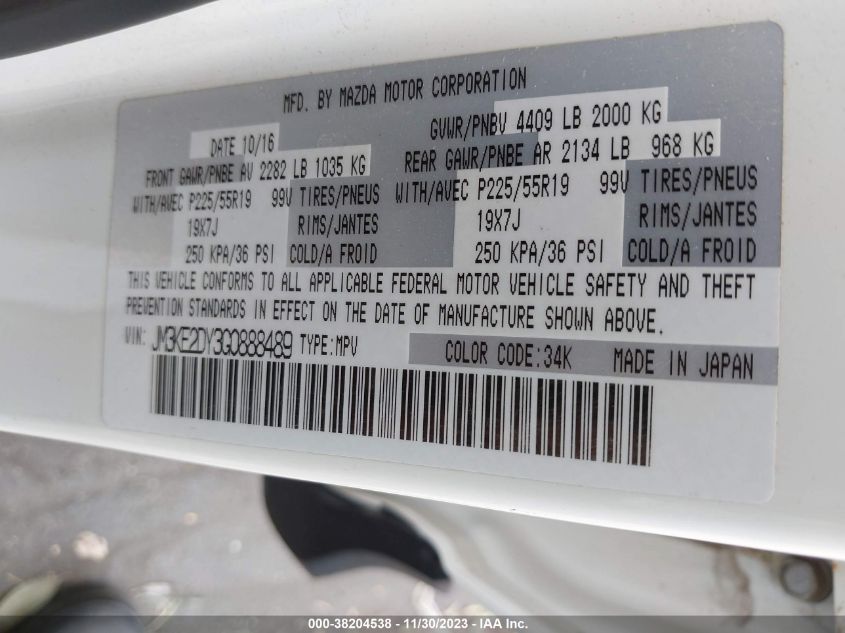 MFD. BY MAZDA MOTOR CORPORATION
DATE 10/16
GVWR/PNBV 4409 LB 2000 KG
FRONT GAWR/PNBE AV 2282 LB 1035 KG
REAR GAWR/PNBE AR 2134 LB 968 KG
WITH/AVEC P225/55R19 99V TIRES/PNEUS
WITH/AVEC P225/55R19 99V TIRES/PNEUS
19X7J RIMS/JANTES
19X7J RIMS/JANTES
250 KPA/36 PSI COLD/A FROID
250 KPA/36 PSI COLD/A FROID
THIS VEHICLE CONFORMS TO ALL APPLICABLE FEDERAL MOTOR VEHICLE SAFETY AND THEFT
PREVENTION STANDARDS IN EFFECT ON THE DATE OF MANUFACTURE SHOWN ABOVE.
VIN: JM3KE2DY3G0888489 TYPE:MPV
COLOR CODE:34K MADE IN JAPAN
000-38204538 - 11/30/2023 - IAA Inc.